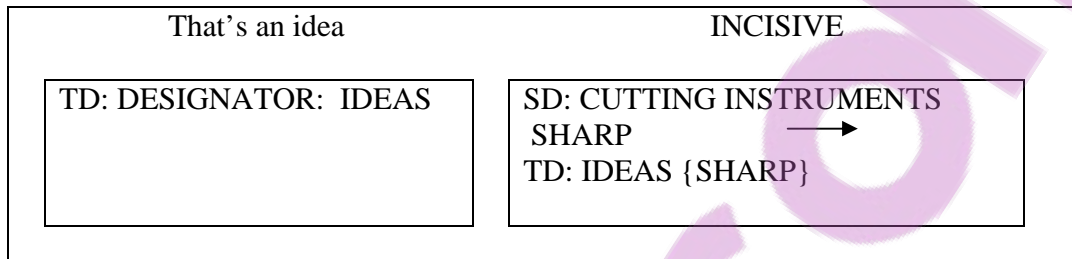 That’s an idea INCISIVE
TD: DESIGNATOR: IDEAS
SD: CUTTING INSTRUMENTS
SHARP
TD: IDEAS {SHARP}